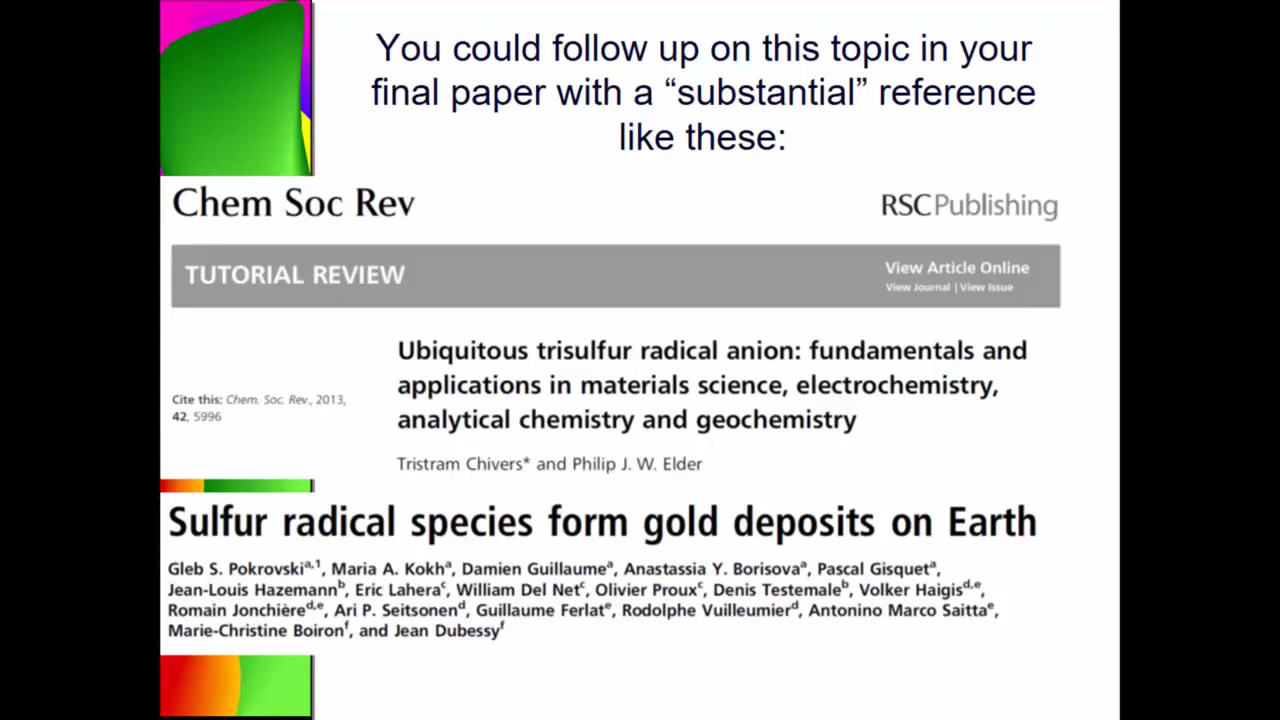 You could follow up on this topic in your
final paper with a “substantial” reference
like these:
Chem Soc Rev
RSCPublishing
TUTORIAL REVIEW
View Article Online
View Journal | View Issue
Ubiquitous trisulfur radical anion: fundamentals and
applications in materials science, electrochemistry,
analytical chemistry and geochemistry
Cite this: Chem. Soc. Rev., 2013,
42, 5996
Tristram Chivers* and Philip J. W. Elder
Sulfur radical species form gold deposits on Earth
Gleb S. Pokrovski^a,1, Maria A. Kokh^a, Damien Guillaume^a, Anastassia Y. Borisova^a, Pascal Gisquet^a,
Jean-Louis Hazemann^b, Eric Lahera^c, William Del Net^c, Olivier Proux^c, Denis Testemale^b, Volker Haigis^d,e,
Romain Jonchière^d,e, Ari P. Seitsonen^d, Guillaume Ferlat^e, Rodolphe Vuilleumier^d, Antonino Marco Saitta^e,
Marie-Christine Boiron^f, and Jean Dubessy^f